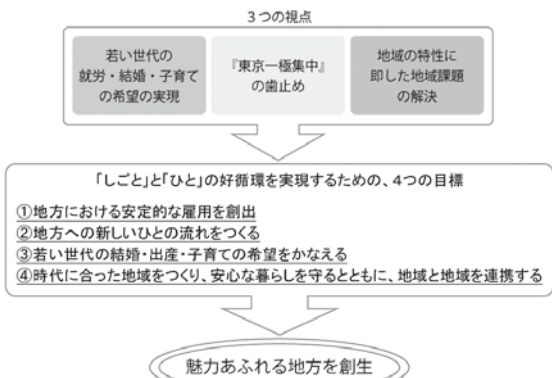 3つの視点
若い世代の
就労・結婚・子育て
の希望の実現
『東京一極集中』
の歯止め
地域の特性に
即した地域課題
の解決
「しごと」と「ひと」の好循環を実現するための、4つの目標
①地方における安定的な雇用を創出
②地方への新しいひとの流れをつくる
③若い世代の結婚・出産・子育ての希望をかなえる
④時代に合った地域をつくり、安心な暮らしを守るとともに、地域と地域を連携する
魅力あふれる地方を創生